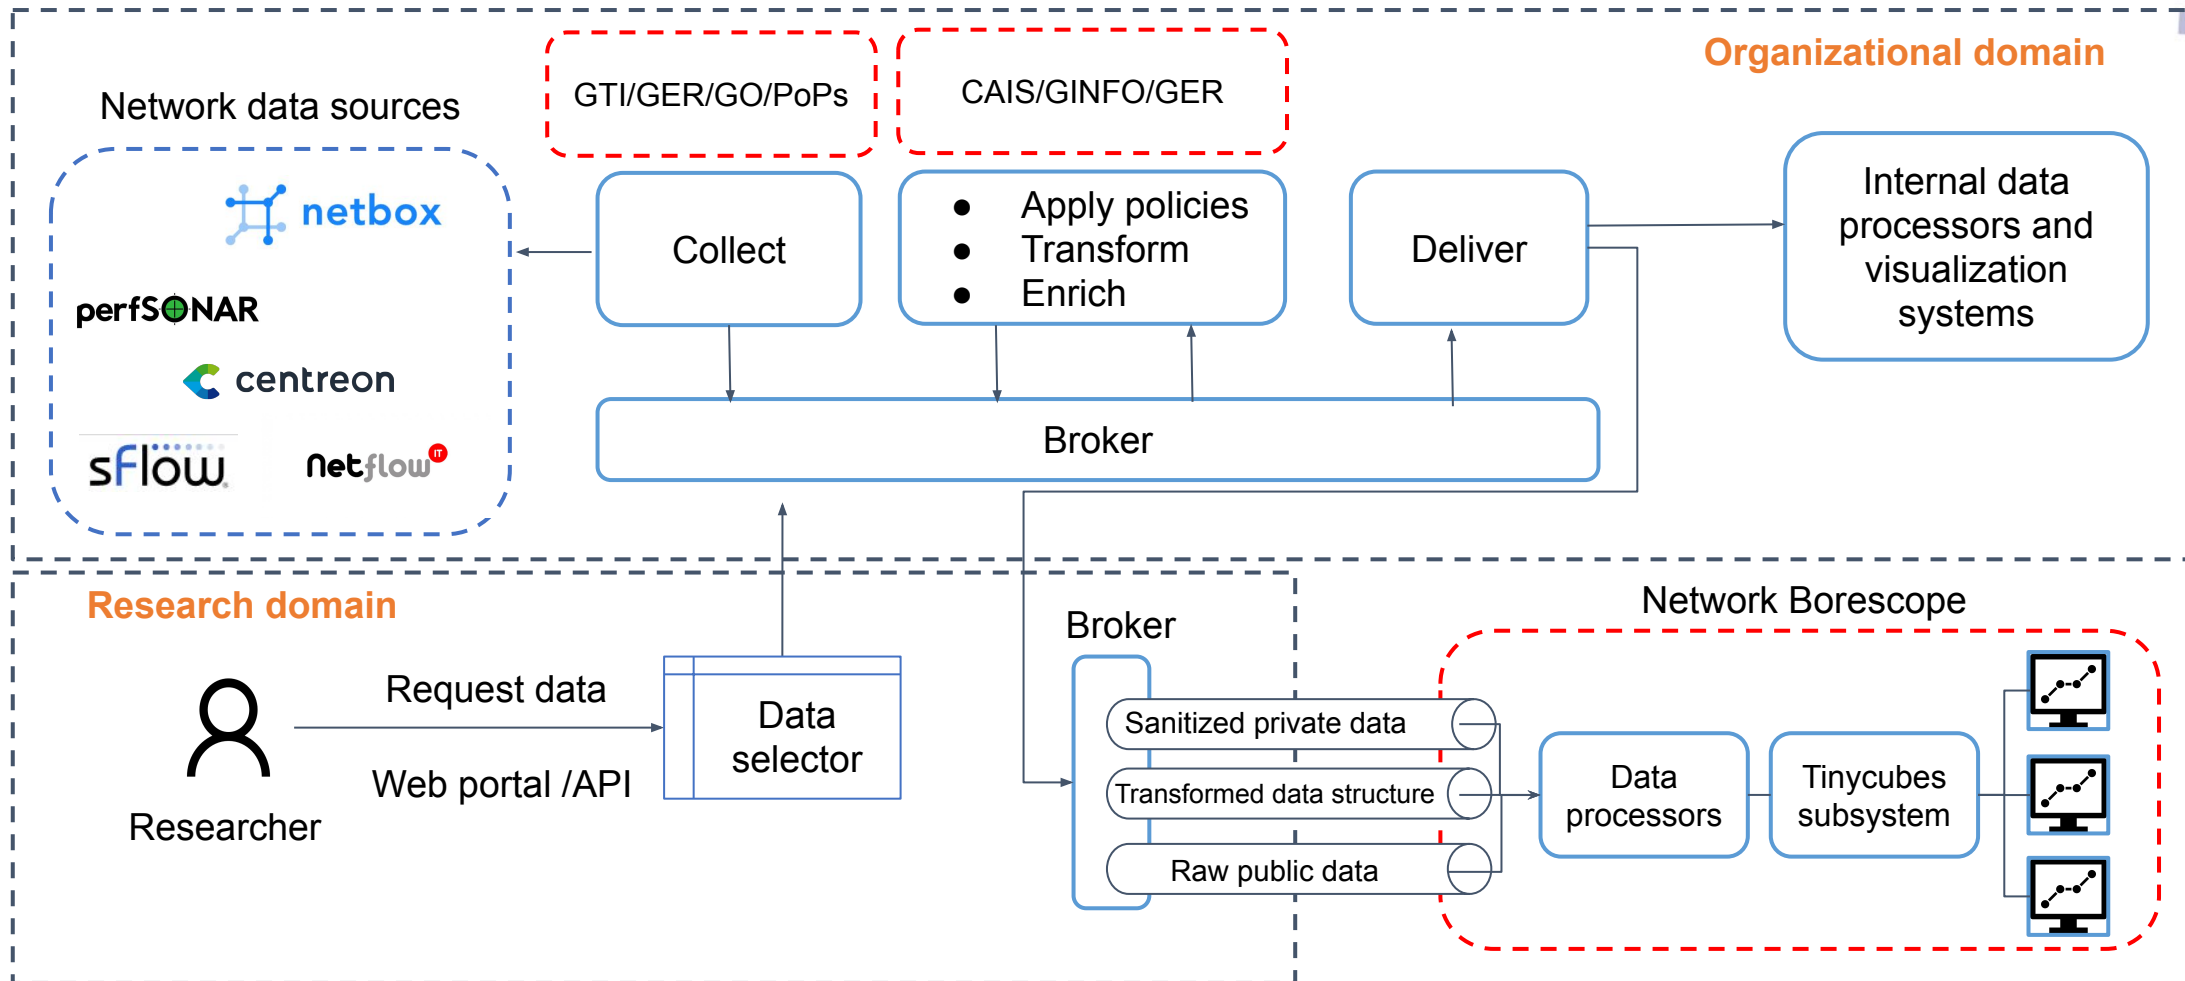 Organizational domain
Network data sources
GTI/GER/GO/PoPs
CAIS/GINFO/GER
netbox
perfSONAR
centreon
sFlow
Netflow IT
Collect
● Apply policies
● Transform
● Enrich
Deliver
Internal data
processors and
visualization
systems
Broker
Research domain
Researcher
Request data
Web portal /API
Data
selector
Broker
Sanitized private data
Transformed data structure
Raw public data
Network Borescope
Data
processors
Tinycubes
subsystem